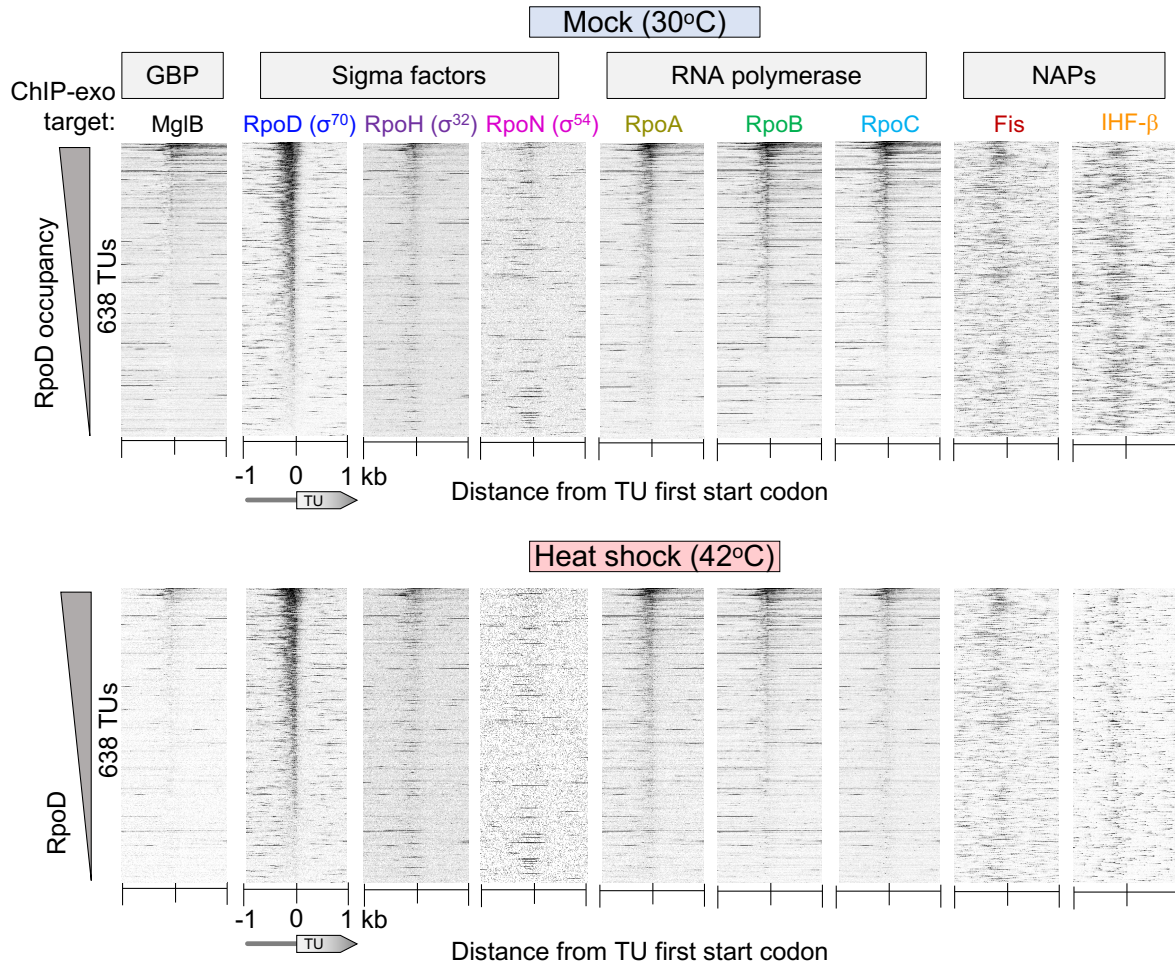 Mock (30°C)
GBP
Sigma factors
RNA polymerase
NAPs
ChIP-exo target:
MglB
RpoD (σ70)
RpoH (σ32)
RpoN (σ54)
RpoA
RpoB
RpoC
Fis
IHF-β
RpoD occupancy
638 TUs
-1 0 1 kb
TU
Distance from TU first start codon
Heat shock (42°C)
RpoD
638 TUs
-1 0 1 kb
TU
Distance from TU first start codon